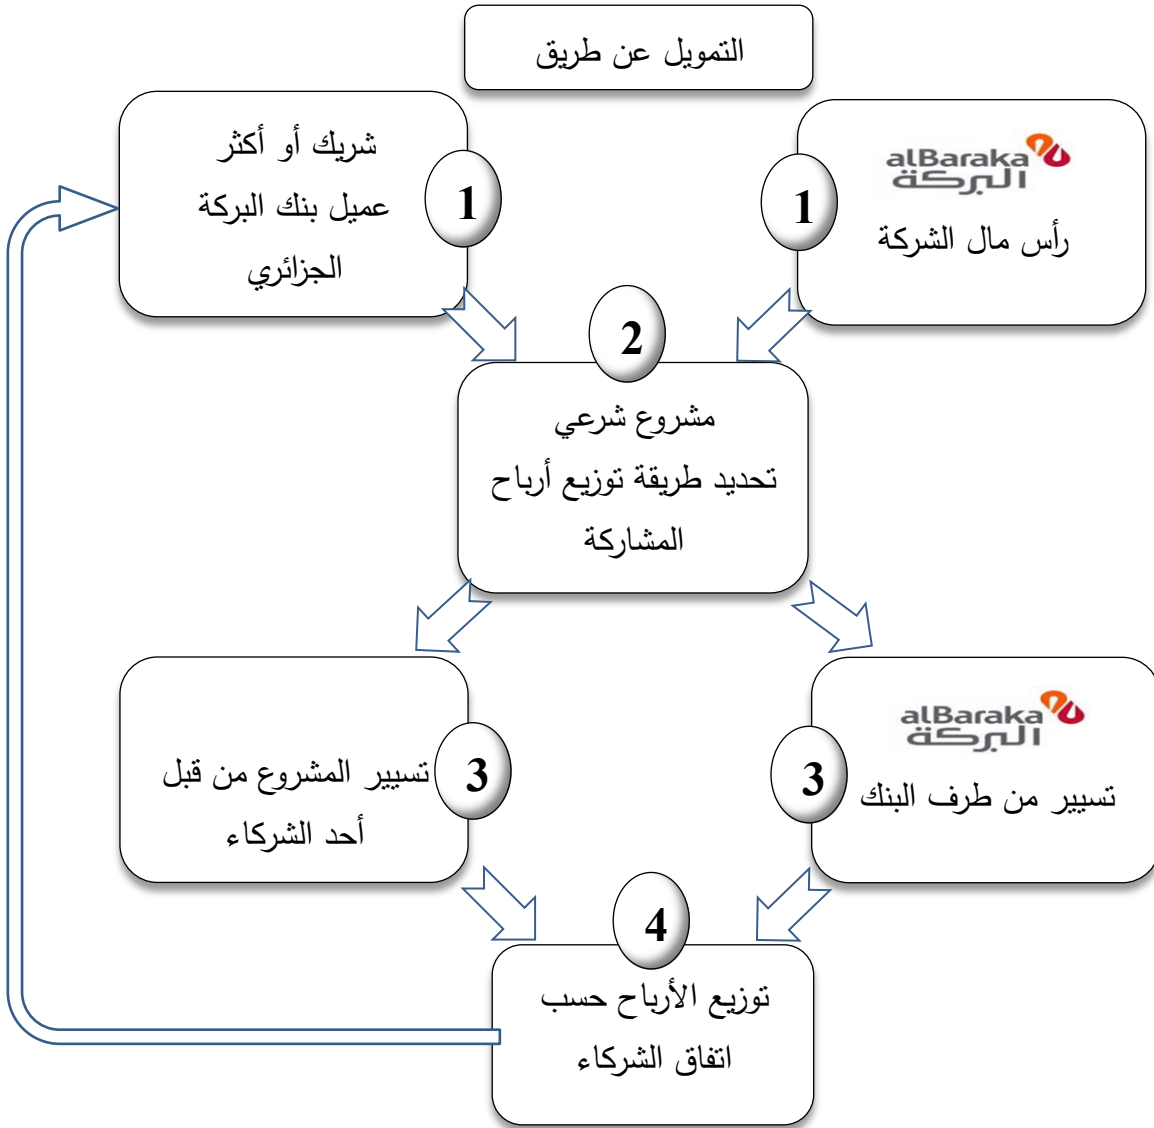 التمويل عن طريق
alBaraka
البركة
رأس مال الشركة
1
شريك أو أكثر
عميل بنك البركة
الجزائري
1
2
مشروع شرعي
تحديد طريقة توزيع أرباح
المشاركة
alBaraka
البركة
تسيير من طرف البنك
3
تسيير المشروع من قبل
أحد الشركاء
3
4
توزيع الأرباح حسب
اتفاق الشركاء